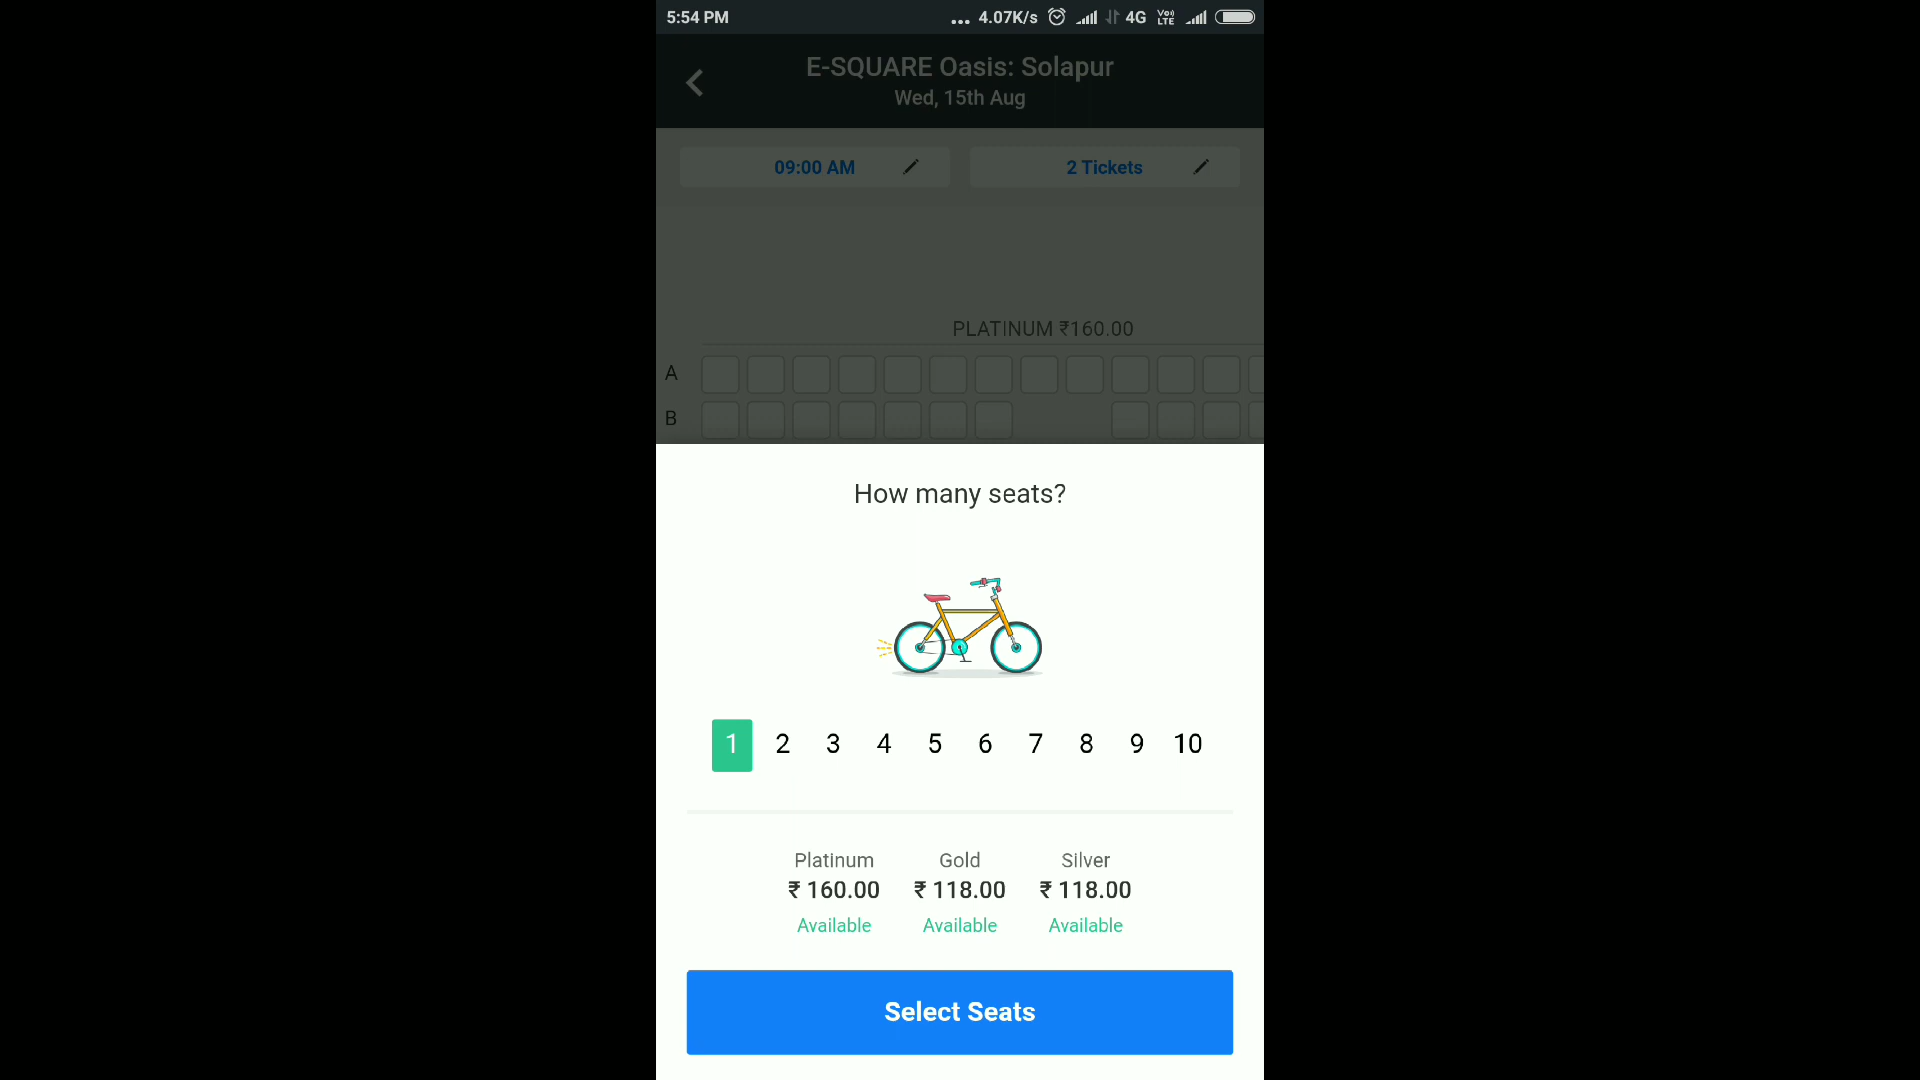 5:54 PM
... 4.07K/s 4G VoLTE
E-SQUARE Oasis: Solapur
Wed, 15th Aug
09:00 AM
2 Tickets
PLATINUM ₹160.00
A
B
How many seats?
1 2 3 4 5 6 7 8 9 10
Platinum Gold Silver
₹ 160.00 ₹ 118.00 ₹ 118.00
Available Available Available
Select Seats